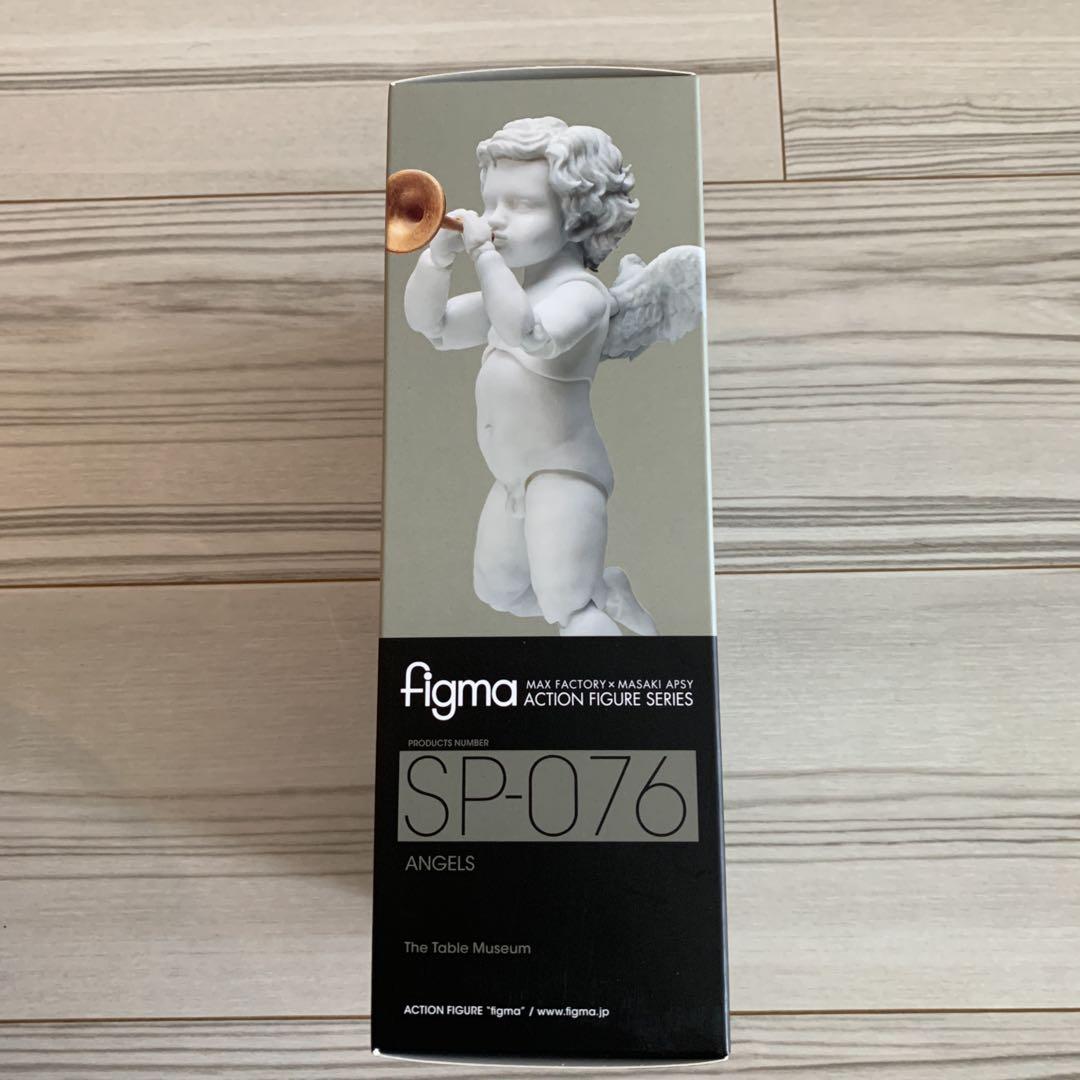 figma MAX FACTORY×MASAKI APSY
ACTION FIGURE SERIES
PRODUCTS NUMBER
SP-076
ANGELS
The Table Museum
ACTION FIGURE "figma" / www.figma.jp